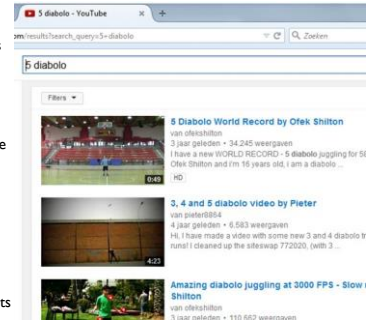 5 diabolo - YouTube
om/results?search_query=5+diabolo
Zoeken
5 diabolo
Filters
5 Diabolo World Record by Ofek Shilton
van ofekshilton
3 jaar geleden • 34.245 weergaven
I have a new WORLD RECORD - 5 diabolo juggling for 58
Ofek Shilton and i'm 16 years old, i am a diabolo ...
HD
0:49
3, 4 and 5 diabolo video by Pieter
van pieter8864
4 jaar geleden • 6.583 weergaven
Hi, I have made a video with some new 3 and 4 diabolo tr
runs! I cleaned up the siteswap 772020, (with 3 ...
4:23
Amazing diabolo juggling at 3000 FPS - Slow
Shilton
van ofekshilton
3 jaar geleden • 110.562 weergaven
s
e
ts